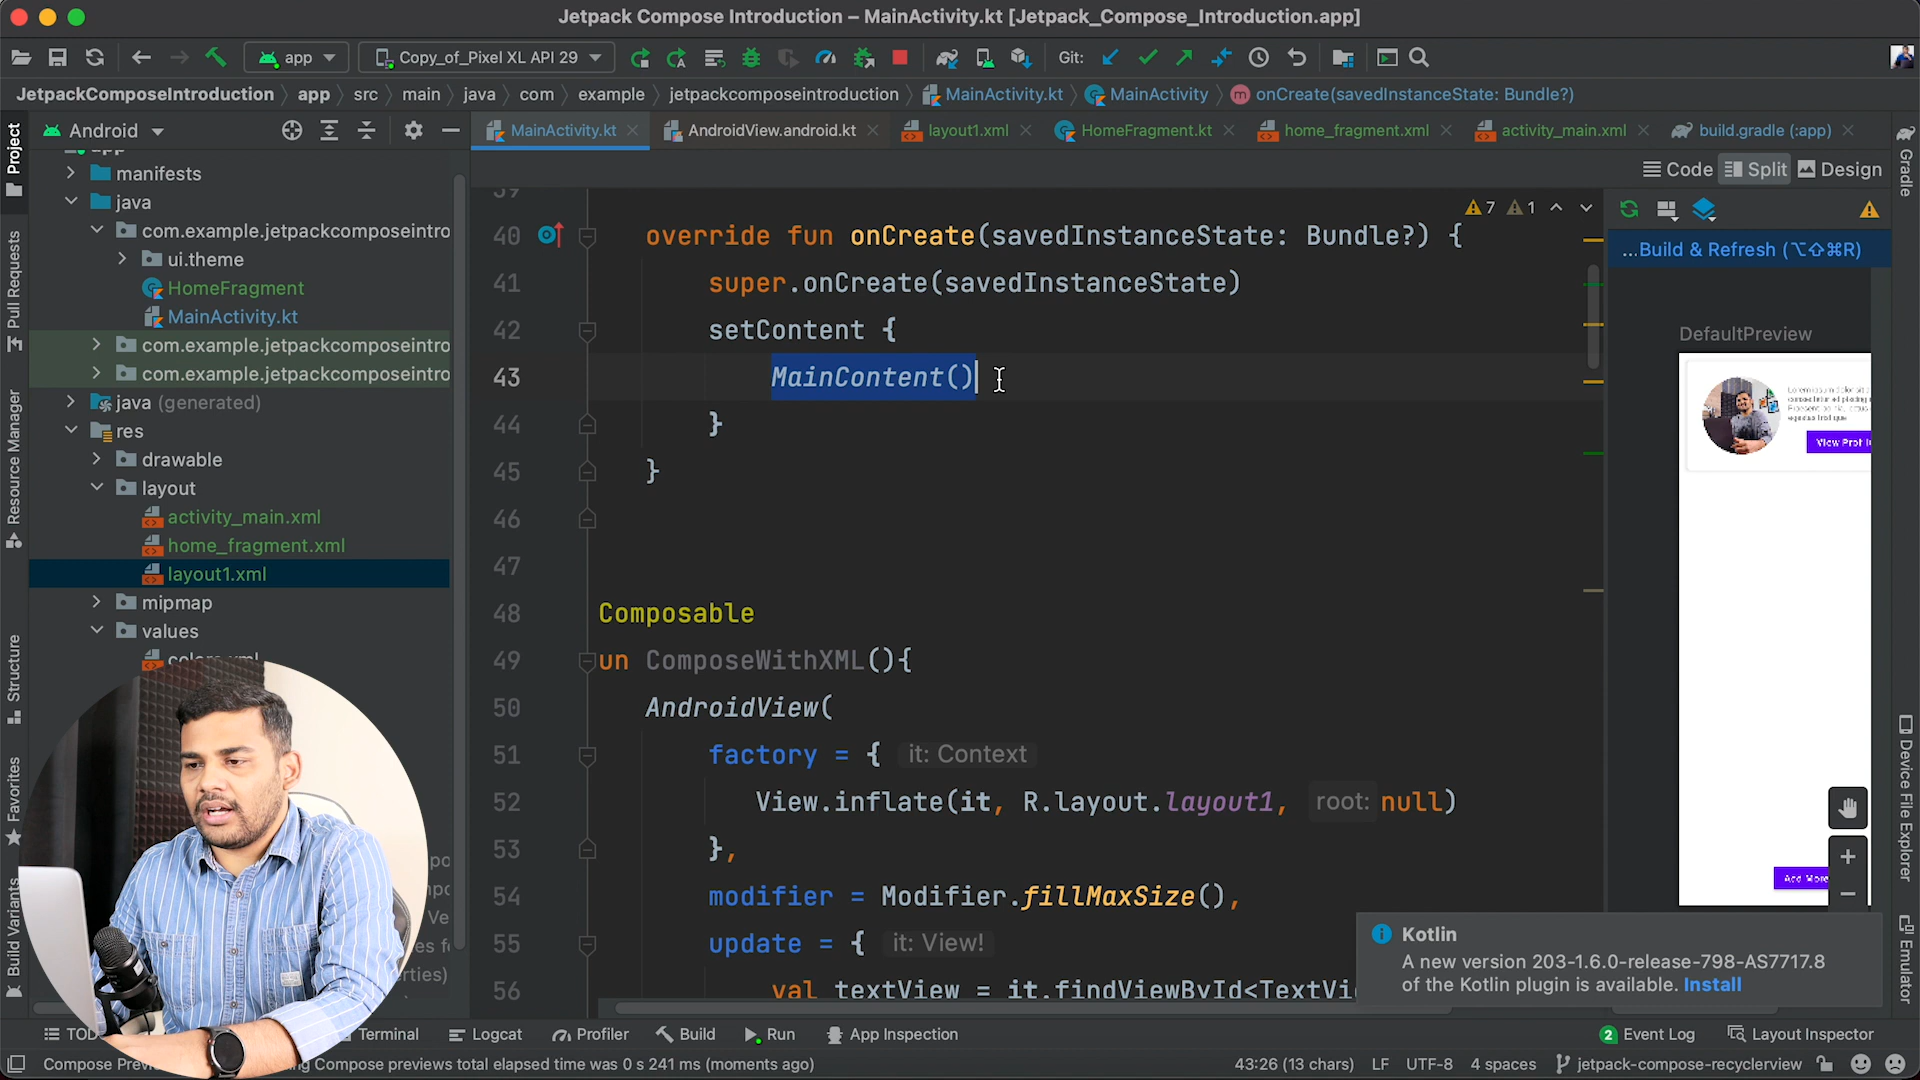 Jetpack Compose Introduction – MainActivity.kt [Jetpack_Compose_Introduction.app]
app
Copy_of_Pixel XL API 29
Git:
JetpackComposeIntroduction
app
src
main
java
com
example
jetpackcomposeintroduction
MainActivity.kt
MainActivity
onCreate(savedInstanceState: Bundle?)
Android
MainActivity.kt
AndroidView.android.kt
layout1.xml
HomeFragment.kt
home_fragment.xml
activity_main.xml
build.gradle (:app)
Code
Split
Design
Project
Pull Requests
Resource Manager
Structure
Favorites
Build Variants
manifests
java
com.example.jetpackcomposeintro
ui.theme
HomeFragment
MainActivity.kt
com.example.jetpackcomposeintro
com.example.jetpackcomposeintro
java (generated)
res
drawable
layout
activity_main.xml
home_fragment.xml
layout1.xml
mipmap
values
7
1
40 override fun onCreate(savedInstanceState: Bundle?) {
41 super.onCreate(savedInstanceState)
42 setContent {
43 MainContent()
44 }
45 }
46
47
48 Composable
49 un ComposeWithXML(){
50 AndroidView(
51 factory = { it: Context
52 View.inflate(it, R.layout.layout1, root: null)
53 },
54 modifier = Modifier.fillMaxSize(),
55 update = { it: View!
56 val textView = it.findViewById<TextVi
...Build & Refresh (⌥⇧⌘R)
DefaultPreview
Gradle
Device File Explorer
Emulator
Kotlin
A new version 203-1.6.0-release-798-AS7717.8
of the Kotlin plugin is available. Install
TOD
Terminal
Logcat
Profiler
Build
Run
App Inspection
2 Event Log
Layout Inspector
Compose Prev
g Compose previews total elapsed time was 0 s 241 ms (moments ago)
43:26 (13 chars)
LF
UTF-8
4 spaces
jetpack-compose-recyclerview